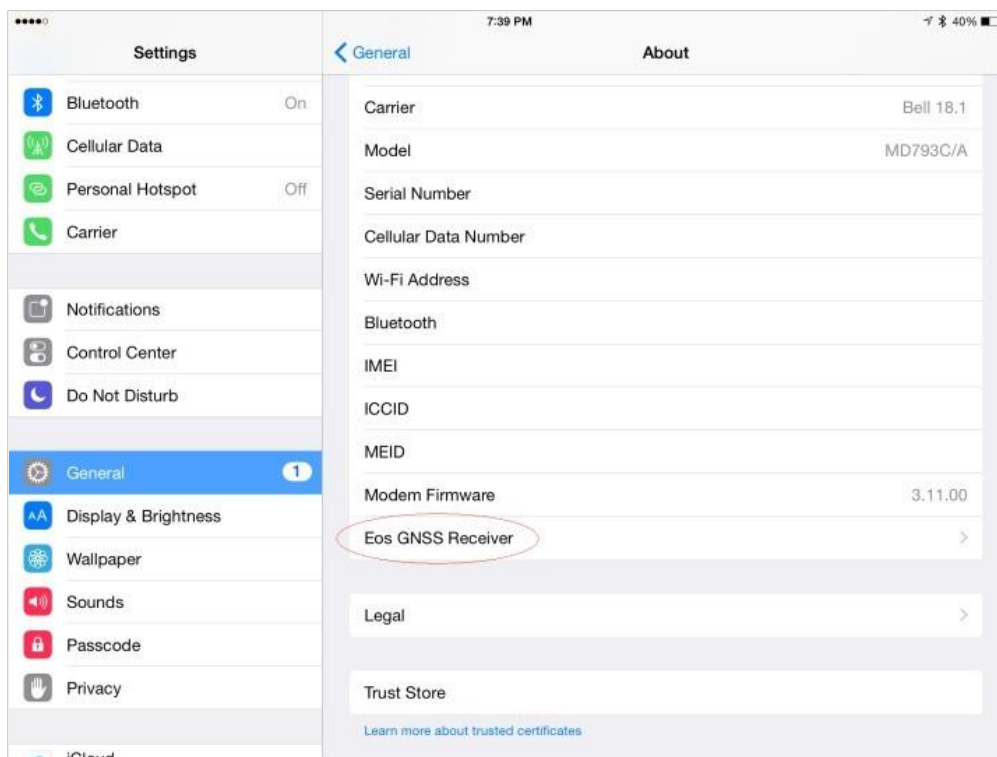 7:39 PM
40%
Settings
General
About
Bluetooth On
Cellular Data
Personal Hotspot Off
Carrier
Notifications
Control Center
Do Not Disturb
General 1
Display & Brightness
AA
Wallpaper
Sounds
Passcode
Privacy
iCloud
Carrier Bell 18.1
Model MD793C/A
Serial Number
Cellular Data Number
Wi-Fi Address
Bluetooth
IMEI
ICCID
MEID
Modem Firmware 3.11.00
Eos GNSS Receiver
Legal
Trust Store
Learn more about trusted certificates